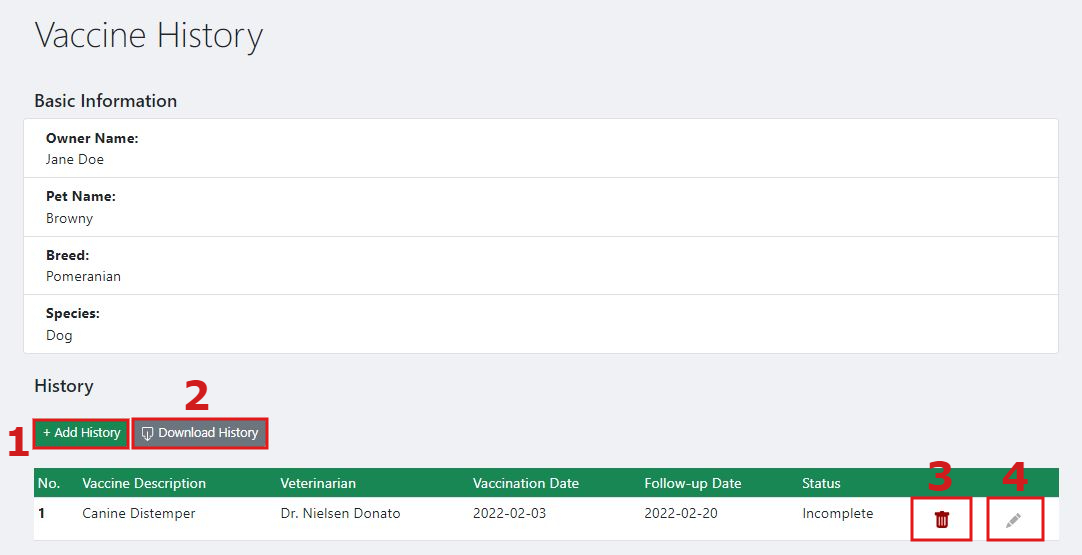 Vaccine History
Basic Information
Owner Name:
Jane Doe
Pet Name:
Browny
Breed:
Pomeranian
Species:
Dog
History
2
1 + Add History Download History
3 4
No. Vaccine Description Veterinarian Vaccination Date Follow-up Date Status
1 Canine Distemper Dr. Nielsen Donato 2022-02-03 2022-02-20 Incomplete